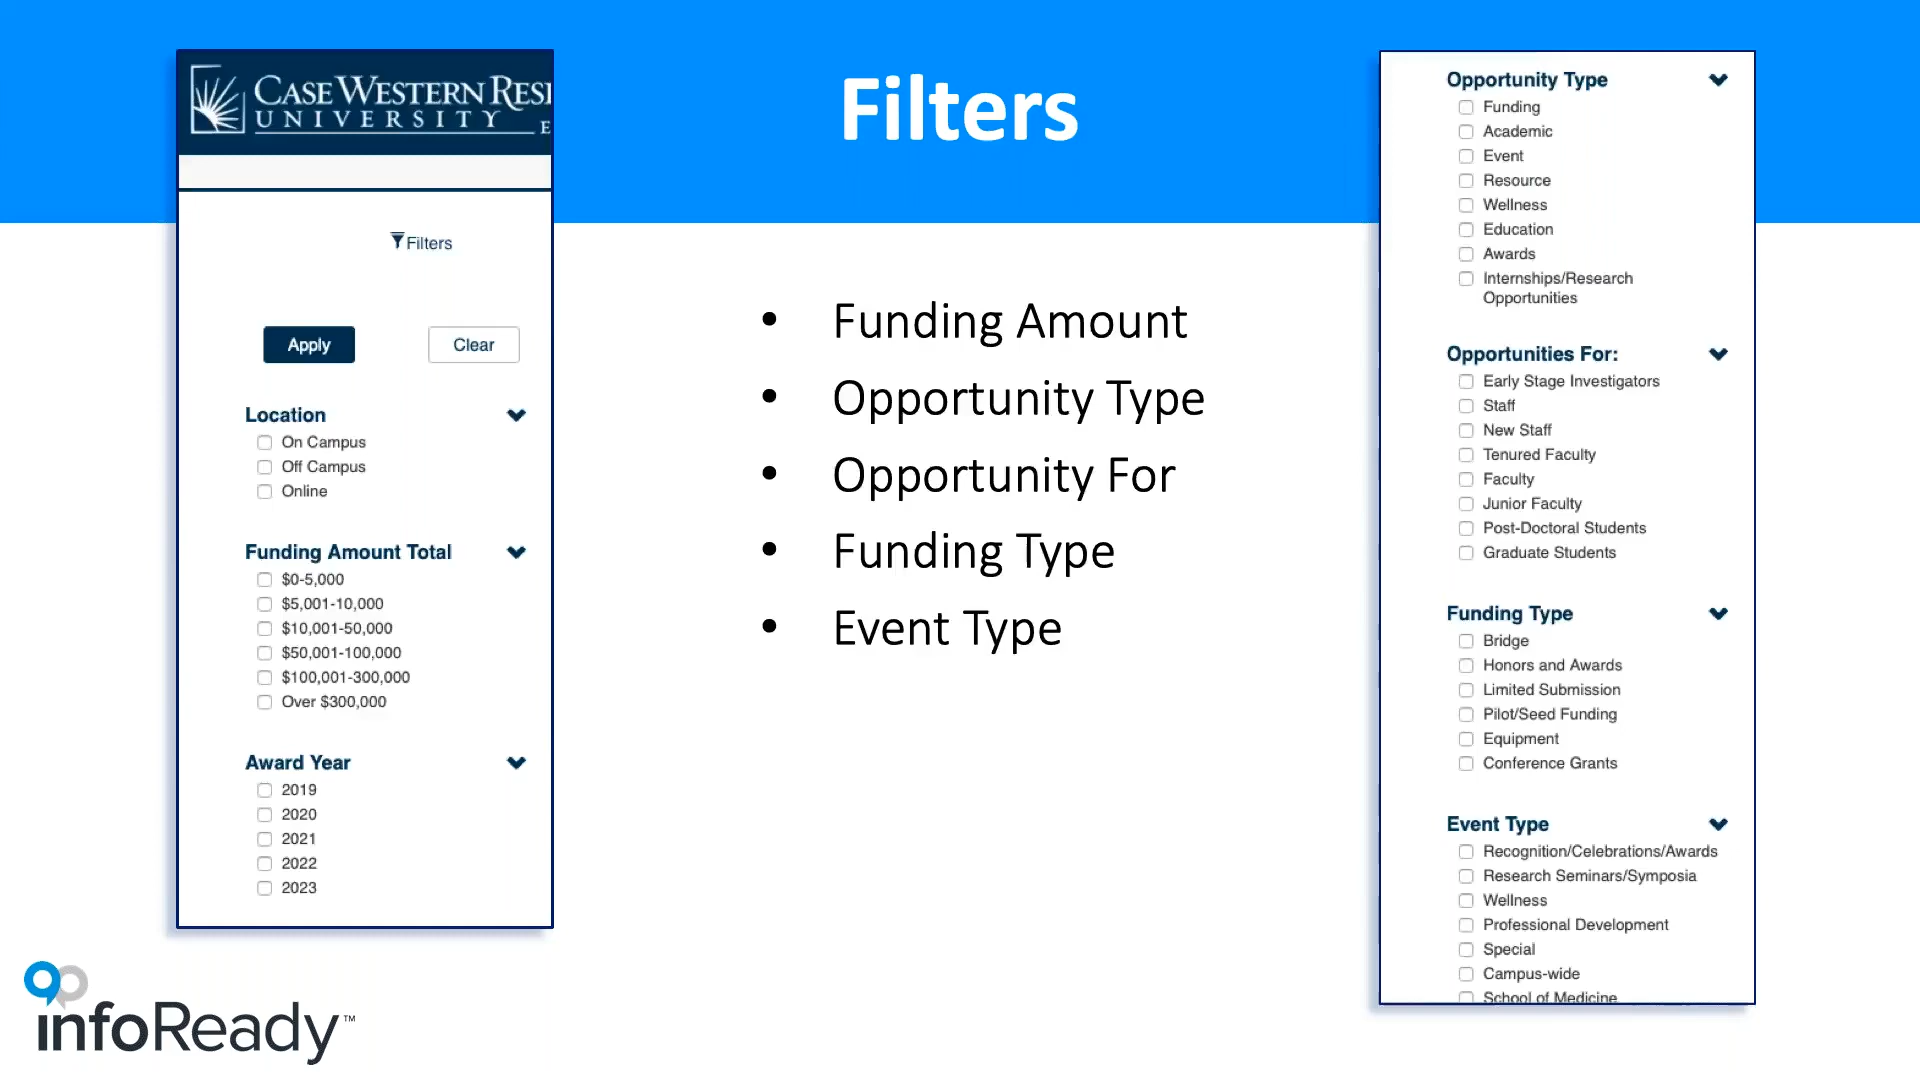 Filters
CASE WESTERN RESE
UNIVERSITY
E
Filters
Apply
Clear
Location
On Campus
Off Campus
Online
Funding Amount Total
$0-5,000
$5,001-10,000
$10,001-50,000
$50,001-100,000
$100,001-300,000
Over $300,000
Award Year
2019
2020
2021
2022
2023
• Funding Amount
• Opportunity Type
• Opportunity For
• Funding Type
• Event Type
Opportunity Type
Funding
Academic
Event
Resource
Wellness
Education
Awards
Internships/Research
Opportunities
Opportunities For:
Early Stage Investigators
Staff
New Staff
Tenured Faculty
Faculty
Junior Faculty
Post-Doctoral Students
Graduate Students
Funding Type
Bridge
Honors and Awards
Limited Submission
Pilot/Seed Funding
Equipment
Conference Grants
Event Type
Recognition/Celebrations/Awards
Research Seminars/Symposia
Wellness
Professional Development
Special
Campus-wide
School of Medicine
infoReady™